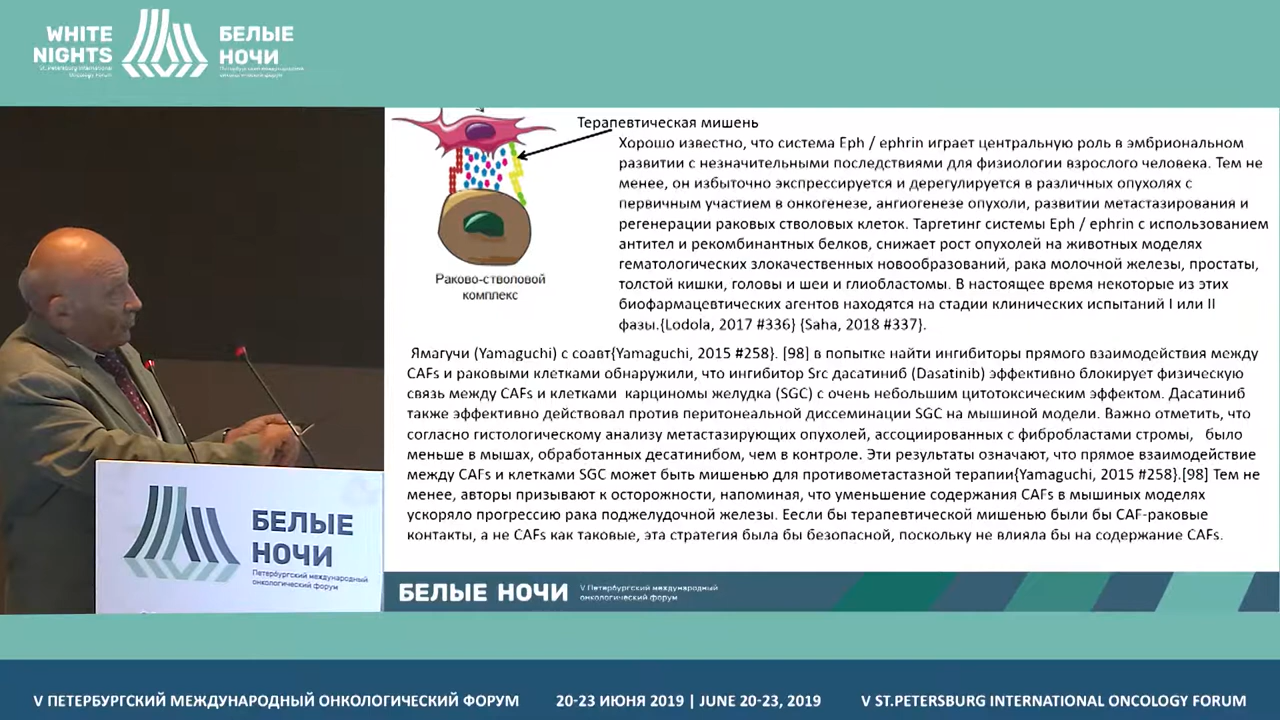 WHITE
NIGHTS
St. Petersburg International
Oncology Forum
БЕЛЫЕ
НОЧИ
Петербургский международный
онкологический форум
Терапевтическая мишень
Хорошо известно, что система Eph / ephrin играет центральную роль в эмбриональном
развитии с незначительными последствиями для физиологии взрослого человека. Тем не
менее, он избыточно экспрессируется и дерегулируется в различных опухолях с
первичным участием в онкогенезе, ангиогенезе опухоли, развитии метастазирования и
регенерации раковых стволовых клеток. Таргетинг системы Eph / ephrin с использованием
антител и рекомбинантных белков, снижает рост опухолей на животных моделях
гематологических злокачественных новообразований, рака молочной железы, простаты,
толстой кишки, головы и шеи и глиобластомы. В настоящее время некоторые из этих
биофармацевтических агентов находятся на стадии клинических испытаний I или II
фазы.{Lodola, 2017 #336} {Saha, 2018 #337}.
Раково-стволовой
комплекс
Ямагучи (Yamaguchi) с соавт{Yamaguchi, 2015 #258}. [98] в попытке найти ингибиторы прямого взаимодействия между
CAFs и раковыми клетками обнаружили, что ингибитор Src дасатиниб (Dasatinib) эффективно блокирует физическую
связь между CAFs и клетками карциномы желудка (SGC) с очень небольшим цитотоксическим эффектом. Дасатиниб
также эффективно действовал против перитонеальной диссеминации SGC на мышиной модели. Важно отметить, что
согласно гистологическому анализу метастазирующих опухолей, ассоциированных с фибробластами стромы, было
меньше в мышах, обработанных десатинибом, чем в контроле. Эти результаты означают, что прямое взаимодействие
между CAFs и клетками SGC может быть мишенью для противометастазной терапии{Yamaguchi, 2015 #258}.[98] Тем не
менее, авторы призывают к осторожности, напоминая, что уменьшение содержания CAFs в мышиных моделях
ускоряло прогрессию рака поджелудочной железы. Еесли бы терапевтической мишенью были бы CAF-раковые
контакты, а не CAFs как таковые, эта стратегия была бы безопасной, поскольку не влияла бы на содержание CAFs.
БЕЛЫЕ
НОЧИ
Петербургский международный
онкологический форум
БЕЛЫЕ НОЧИ
V Петербургский международный
онкологический форум
V ПЕТЕРБУРГСКИЙ МЕЖДУНАРОДНЫЙ ОНКОЛОГИЧЕСКИЙ ФОРУМ 20-23 ИЮНЯ 2019 | JUNE 20-23, 2019 V ST.PETERSBURG INTERNATIONAL ONCOLOGY FORUM